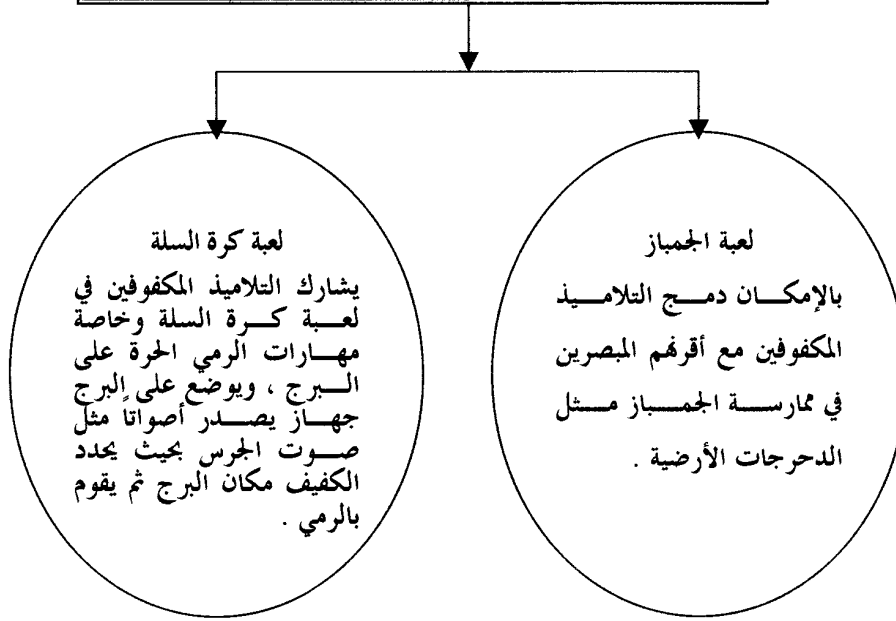 لعبة الجمباز
بالإمكان دمج التلاميذ
المكفوفين مع أقرنهم المبصرين
في ممارسة الجمباز مثل
الدحرجات الأرضية .
لعبة كرة السلة
يشارك التلاميذ المكفوفين في
لعبة كرة السلة وخاصة
مهارات الرمي الحرة على
البرج ، ويوضع على البرج
جهاز يصدر أصواتاً مثل
صوت الجرس بحيث يحدد
الكفيف مكان البرج ثم يقوم
بالرمي .